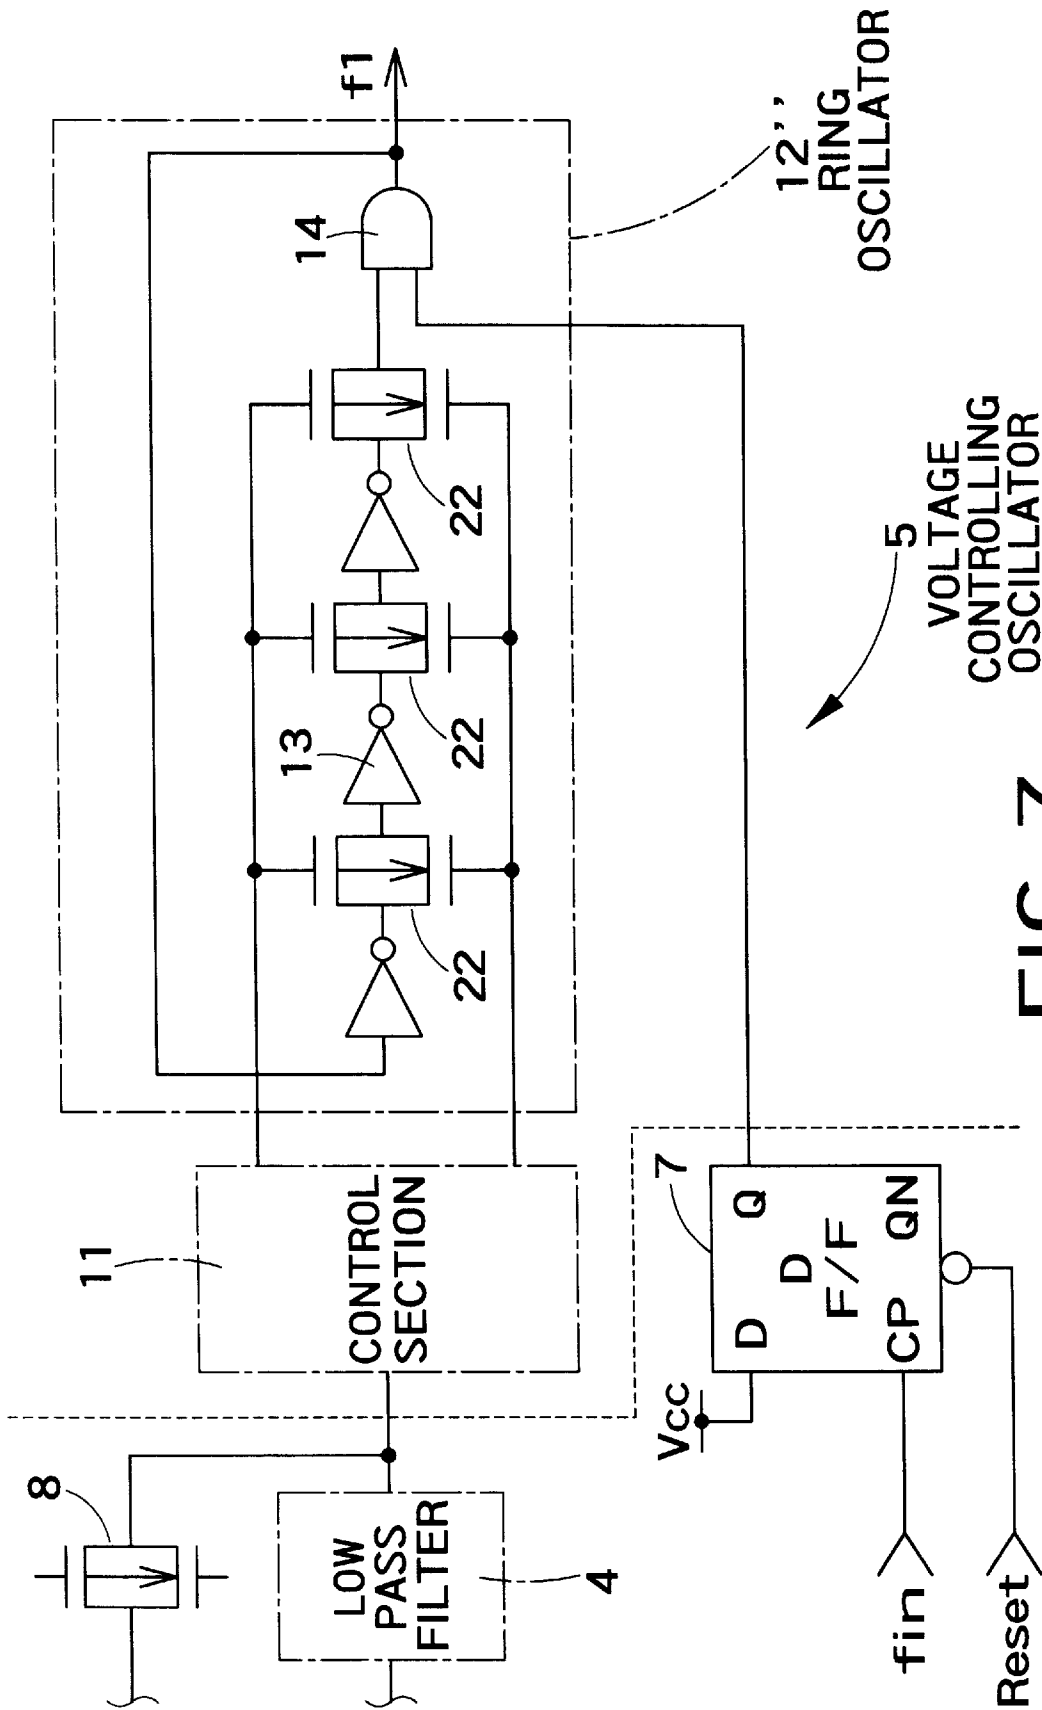 8
LOW
PASS
FILTER
4
11
CONTROL
SECTION
22
13
22
22
14
f1
12''
RING
OSCILLATOR
5
VOLTAGE
CONTROLLING
OSCILLATOR
Vcc
7
D
Q
D
F/F
CP
QN
fin
Reset